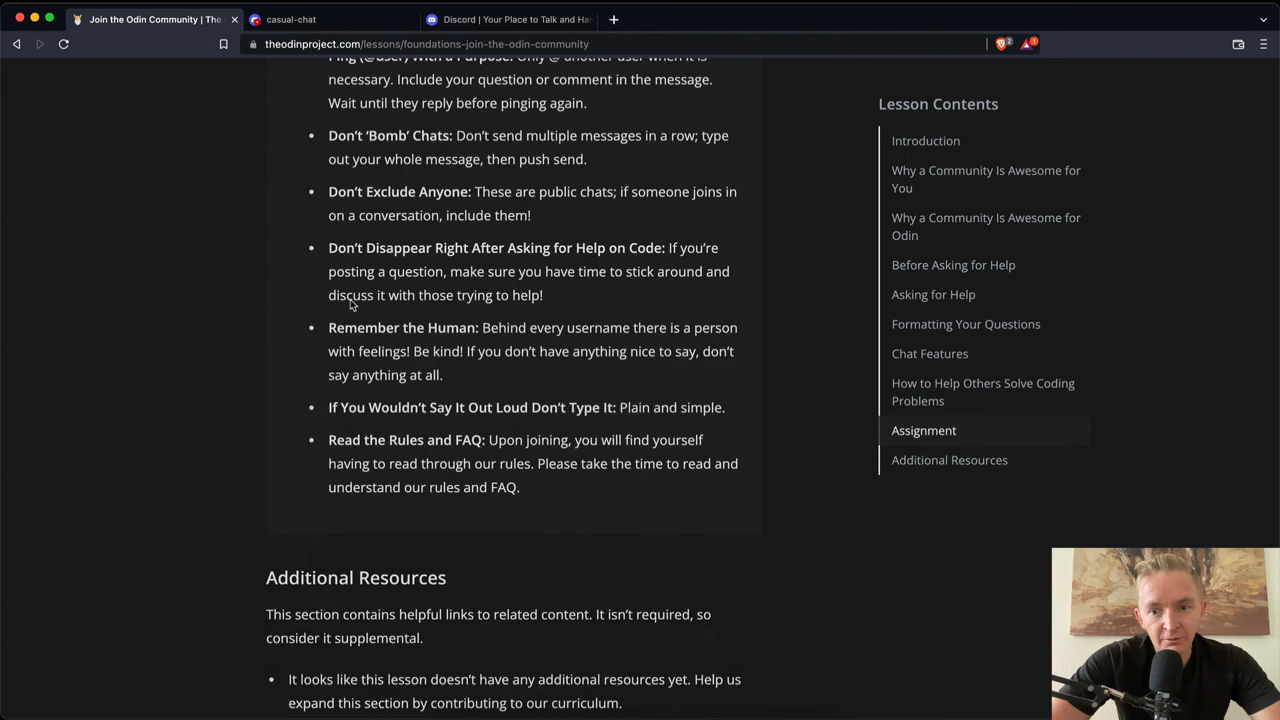 Join the Odin Community | The
casual-chat
Discord | Your Place to Talk and Han
theodinproject.com/lessons/foundations-join-the-odin-community
2
1
Ping (@user) With a Purpose: Only @ another user when it is
necessary. Include your question or comment in the message.
Wait until they reply before pinging again.
• Don’t ‘Bomb’ Chats: Don’t send multiple messages in a row; type
out your whole message, then push send.
• Don’t Exclude Anyone: These are public chats; if someone joins in
on a conversation, include them!
• Don’t Disappear Right After Asking for Help on Code: If you’re
posting a question, make sure you have time to stick around and
discuss it with those trying to help!
• Remember the Human: Behind every username there is a person
with feelings! Be kind! If you don’t have anything nice to say, don’t
say anything at all.
• If You Wouldn’t Say It Out Loud Don’t Type It: Plain and simple.
• Read the Rules and FAQ: Upon joining, you will find yourself
having to read through our rules. Please take the time to read and
understand our rules and FAQ.
Additional Resources
This section contains helpful links to related content. It isn’t required, so
consider it supplemental.
• It looks like this lesson doesn’t have any additional resources yet. Help us
expand this section by contributing to our curriculum.
Lesson Contents
Introduction
Why a Community Is Awesome for
You
Why a Community Is Awesome for
Odin
Before Asking for Help
Asking for Help
Formatting Your Questions
Chat Features
How to Help Others Solve Coding
Problems
Assignment
Additional Resources